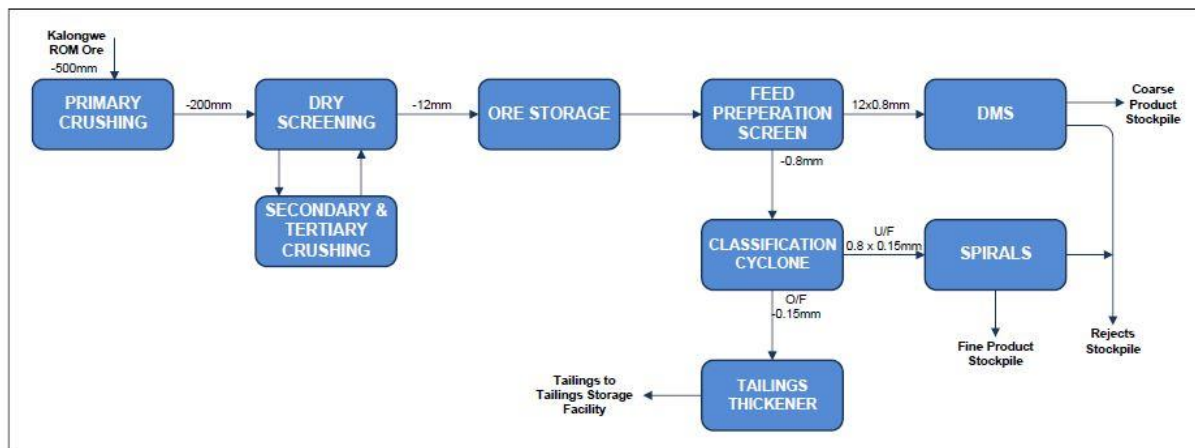 Kalongwe
ROM Ore
-500mm
PRIMARY
CRUSHING
-200mm
DRY
SCREENING
-12mm
ORE STORAGE
FEED
PREPERATION
SCREEN
12x0.8mm
DMS
Coarse
Product
Stockpile
-0.8mm
SECONDARY &
TERTIARY
CRUSHING
CLASSIFICATION
CYCLONE
U/F
0.8 x 0.15mm
SPIRALS
O/F
-0.15mm
Fine Product
Stockpile
Rejects
Stockpile
Tailings to
Tailings Storage
Facility
TAILINGS
THICKENER